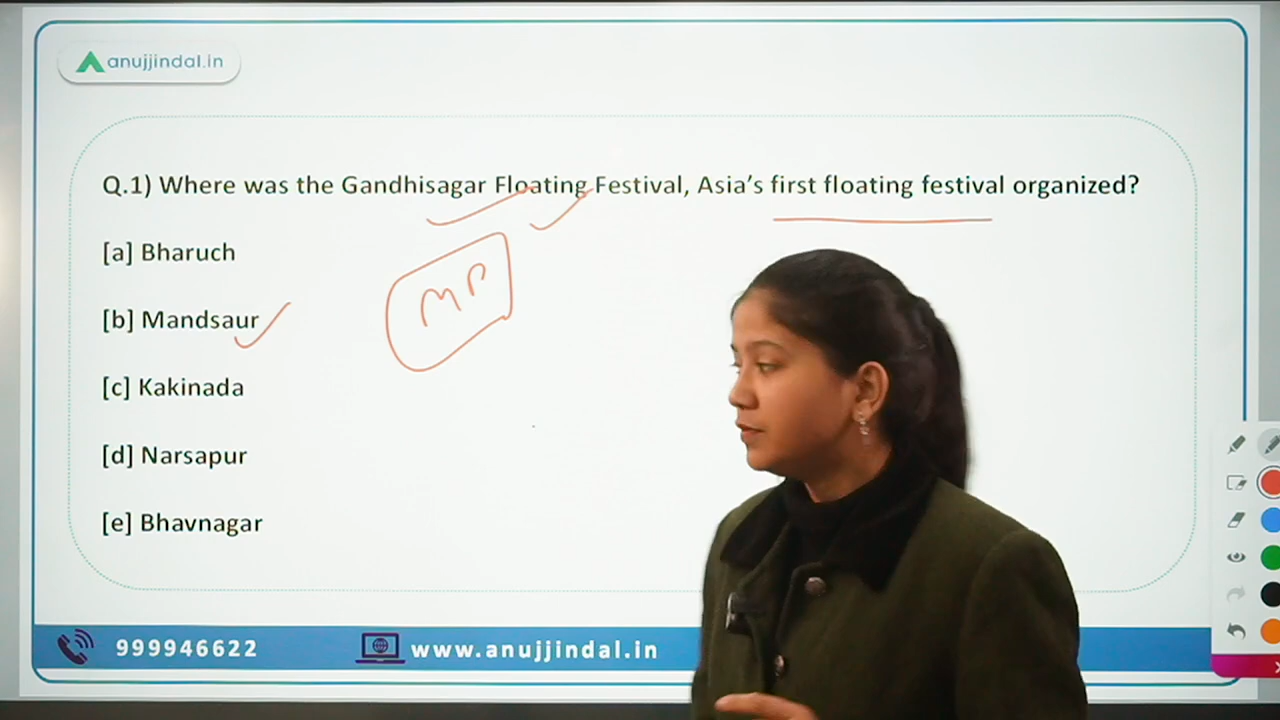 anujjindal.in
Q.1) Where was the Gandhisagar Floating Festival, Asia's first floating festival organized?
[a] Bharuch
[b] Mandsaur
MP
[c] Kakinada
[d] Narsapur
[e] Bhavnagar
999946622
www.anujjindal.in